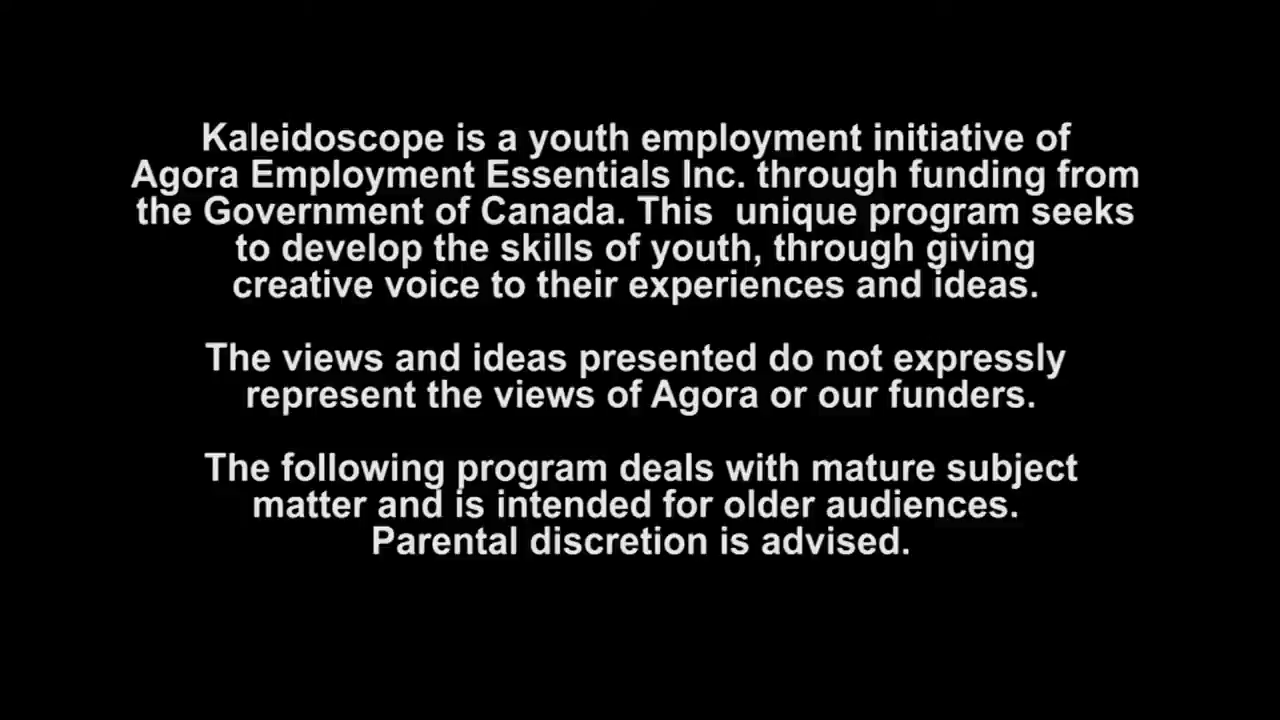 Kaleidoscope is a youth employment initiative of
Agora Employment Essentials Inc. through funding from
the Government of Canada. This  unique program seeks
to develop the skills of youth, through giving
creative voice to their experiences and ideas.
The views and ideas presented do not expressly
represent the views of Agora or our funders.
The following program deals with mature subject
matter and is intended for older audiences.
Parental discretion is advised.